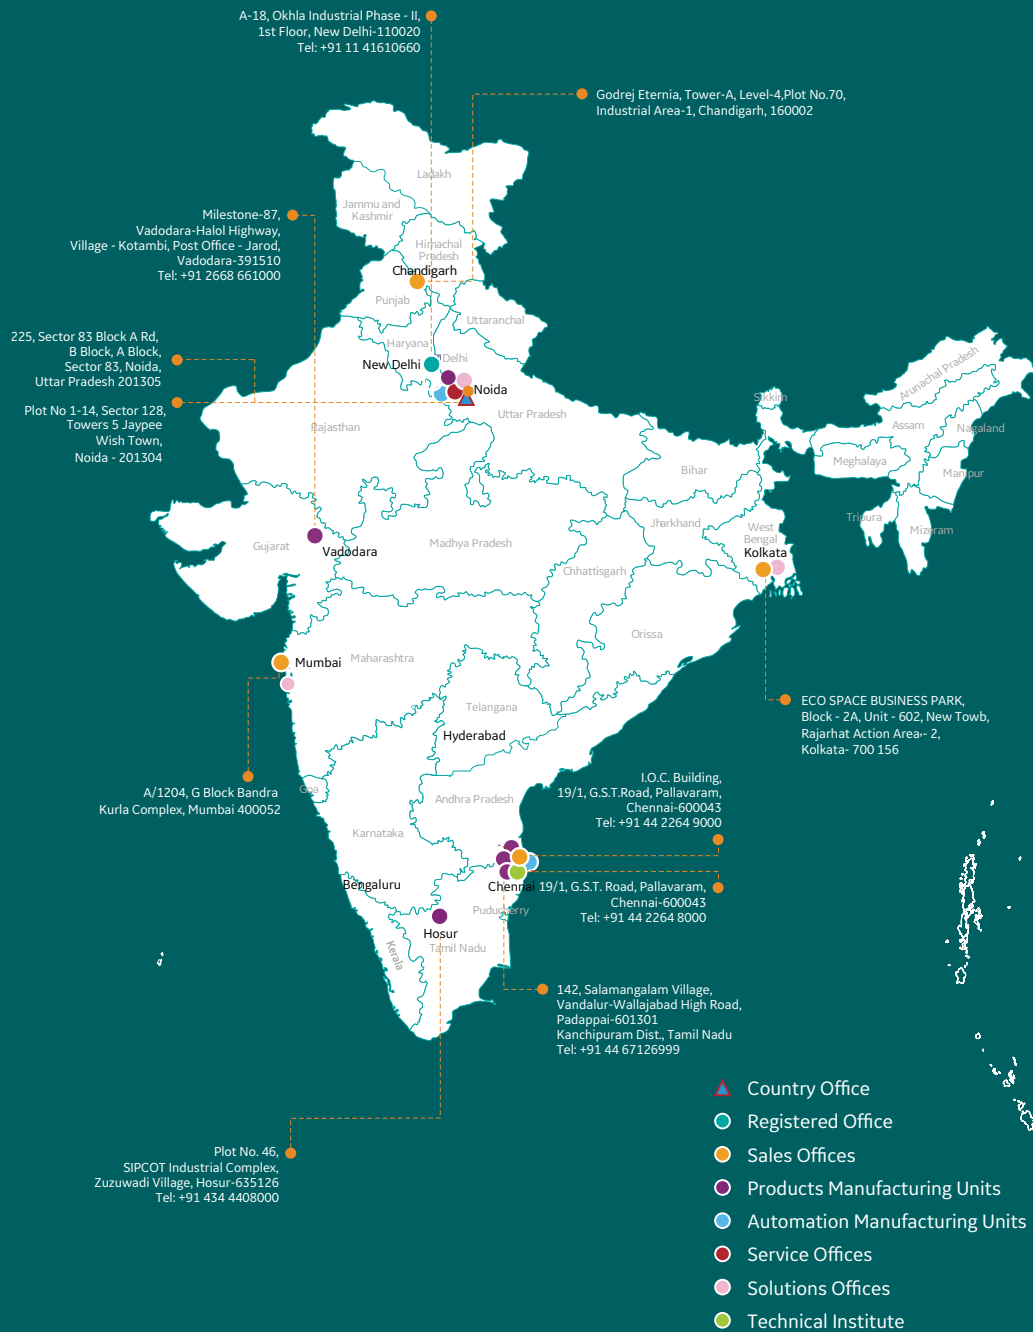 A-18, Okhla Industrial Phase - II,
1st Floor, New Delhi-110020
Tel: +91 11 41610660
Godrej Eternia, Tower-A, Level-4,Plot No.70,
Industrial Area-1, Chandigarh, 160002
Ladakh
Jammu and
Kashmir
Milestone-87,
Vadodara-Halol Highway,
Village - Kotambi, Post Office - Jarod,
Vadodara-391510
Tel: +91 2668 661000
Himachal
Pradesh
Chandigarh
Punjab
Uttaranchal
225, Sector 83 Block A Rd,
B Block, A Block,
Sector 83, Noida,
Uttar Pradesh 201305
Haryana
Delhi
New Delhi
Noida
Plot No 1-14, Sector 128,
Towers 5 Jaypee
Wish Town,
Noida - 201304
Rajasthan
Uttar Pradesh
Sikkim
Arunachal Pradesh
Assam
Nagaland
Meghalaya
Manipur
Bihar
Tripura
Mizeram
Jharkhand
West
Bengal
Kolkata
Gujarat
Vadodara
Madhya Pradesh
Chhattisgarh
Orissa
Mumbai
Maharashtra
Telangana
Hyderabad
ECO SPACE BUSINESS PARK,
Block - 2A, Unit - 602, New Towb,
Rajarhat Action Area,- 2,
Kolkata- 700 156
A/1204, G Block Bandra
Kurla Complex, Mumbai 400052
Goa
Andhra Pradesh
I.O.C. Building,
19/1, G.S.T.Road, Pallavaram,
Chennai-600043
Tel: +91 44 2264 9000
Karnataka
Bengaluru
Chennai
19/1, G.S.T. Road, Pallavaram,
Chennai-600043
Tel: +91 44 2264 8000
Puducherry
Hosur
Tamil Nadu
Kerala
142, Salamangalam Village,
Vandalur-Wallajabad High Road,
Padappai-601301
Kanchipuram Dist., Tamil Nadu
Tel: +91 44 67126999
Plot No. 46,
SIPCOT Industrial Complex,
Zuzuwadi Village, Hosur-635126
Tel: +91 434 4408000
Country Office
Registered Office
Sales Offices
Products Manufacturing Units
Automation Manufacturing Units
Service Offices
Solutions Offices
Technical Institute